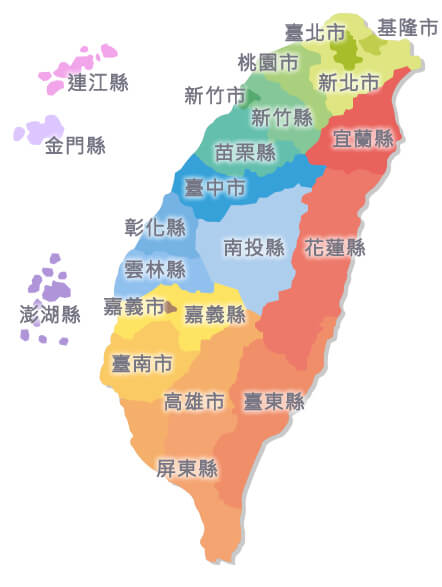 基隆市
臺北市
桃園市
新北市
連江縣
新竹市
新竹縣
宜蘭縣
金門縣
苗栗縣
臺中市
彰化縣
南投縣
花蓮縣
雲林縣
嘉義市
嘉義縣
澎湖縣
臺南市
高雄市
臺東縣
屏東縣